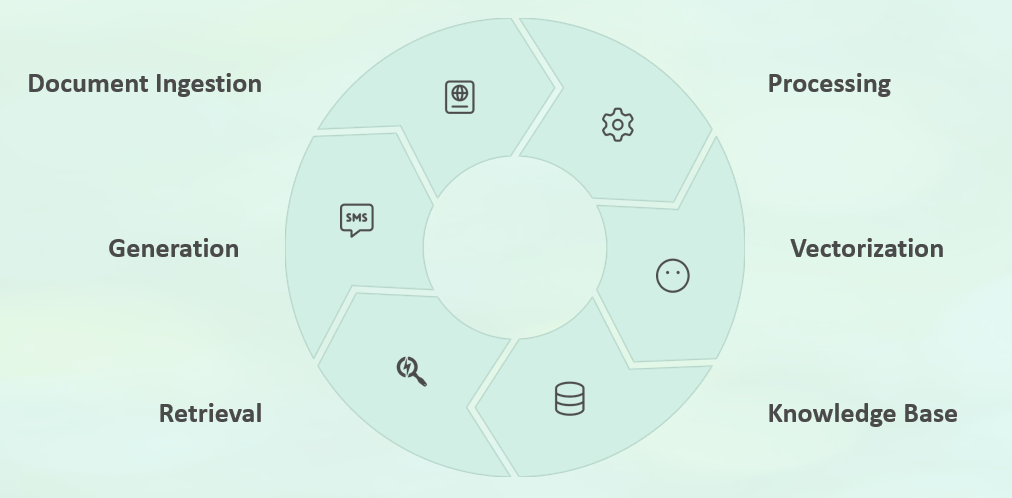 Document Ingestion
Processing
SMS
Generation
Vectorization
Retrieval
Knowledge Base